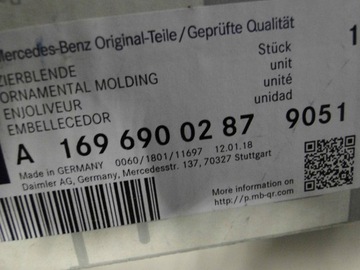 Mercedes-Benz Original-Teile/Geprüfte Qualität
ZIERBLENDE Stück 1
ORNAMENTAL MOLDING unit
ENJOLIVEUR unité
EMBELLECEDOR unidad
A 169 690 02 87 9051
Made in GERMANY 0060/1801/11697 12.01.18
Daimler AG, Germany, Mercedesstr. 137, 70327 Stuttgart
More information on
http://p.mb-qr.com